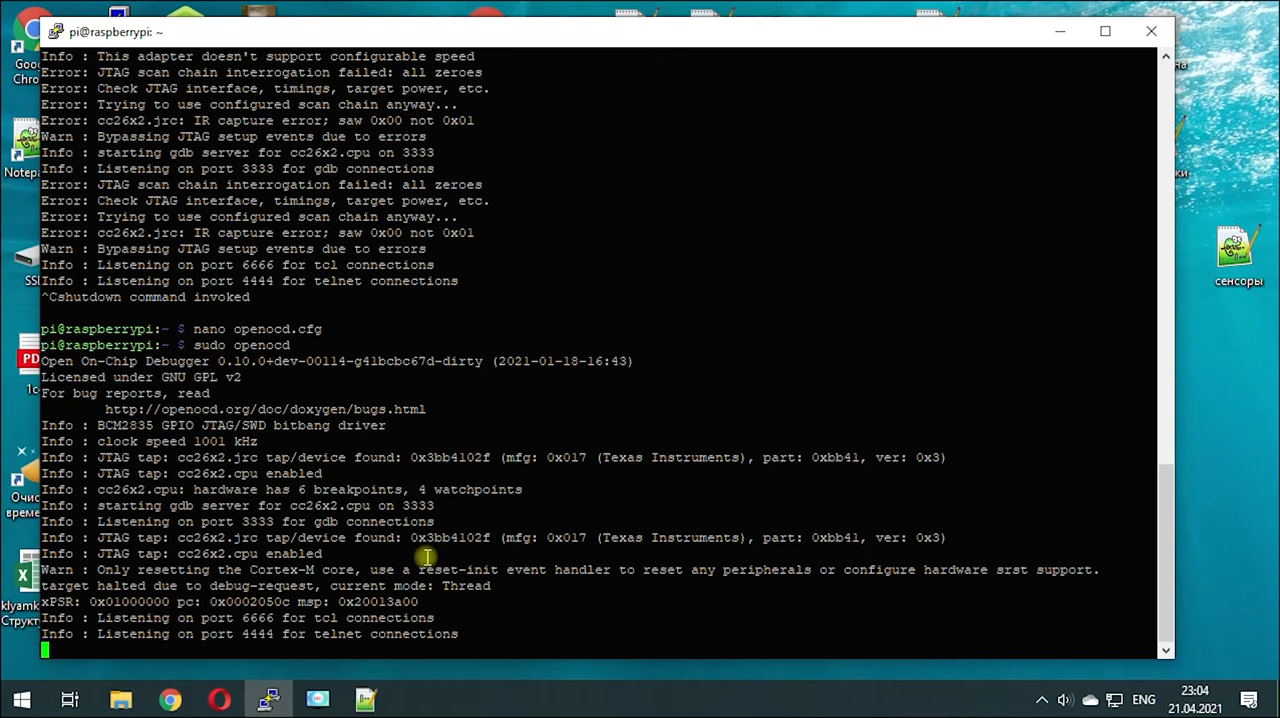 pi@raspberrypi: ~
Info : This adapter doesn't support configurable speed
Error: JTAG scan chain interrogation failed: all zeroes
Error: Check JTAG interface, timings, target power, etc.
Error: Trying to use configured scan chain anyway...
Error: cc26x2.jrc: IR capture error; saw 0x00 not 0x01
Warn : Bypassing JTAG setup events due to errors
Info : starting gdb server for cc26x2.cpu on 3333
Info : Listening on port 3333 for gdb connections
Error: JTAG scan chain interrogation failed: all zeroes
Error: Check JTAG interface, timings, target power, etc.
Error: Trying to use configured scan chain anyway...
Error: cc26x2.jrc: IR capture error; saw 0x00 not 0x01
Warn : Bypassing JTAG setup events due to errors
Info : Listening on port 6666 for tcl connections
Info : Listening on port 4444 for telnet connections
^Cshutdown command invoked
pi@raspberrypi:~ $ nano openocd.cfg
pi@raspberrypi:~ $ sudo openocd
Open On-Chip Debugger 0.10.0+dev-00114-g41bcbc67d-dirty (2021-01-18-16:43)
Licensed under GNU GPL v2
For bug reports, read
http://openocd.org/doc/doxygen/bugs.html
Info : BCM2835 GPIO JTAG/SWD bitbang driver
Info : clock speed 1001 kHz
Info : JTAG tap: cc26x2.jrc tap/device found: 0x3bb4102f (mfg: 0x017 (Texas Instruments), part: 0xbb41, ver: 0x3)
Info : JTAG tap: cc26x2.cpu enabled
Info : cc26x2.cpu: hardware has 6 breakpoints, 4 watchpoints
Info : starting gdb server for cc26x2.cpu on 3333
Info : Listening on port 3333 for gdb connections
Info : JTAG tap: cc26x2.jrc tap/device found: 0x3bb4102f (mfg: 0x017 (Texas Instruments), part: 0xbb41, ver: 0x3)
Info : JTAG tap: cc26x2.cpu enabled
Warn : Only resetting the Cortex-M core, use a reset-init event handler to reset any peripherals or configure hardware srst support.
target halted due to debug-request, current mode: Thread
xPSR: 0x01000000 pc: 0x0002050c msp: 0x20013a00
Info : Listening on port 6666 for tcl connections
Info : Listening on port 4444 for telnet connections
Goo
Chr
Notepa
SS
PD
1c
Очис
време
klyamk
Структ
на
ки
сенсоры
ENG
23:04
21.04.2021